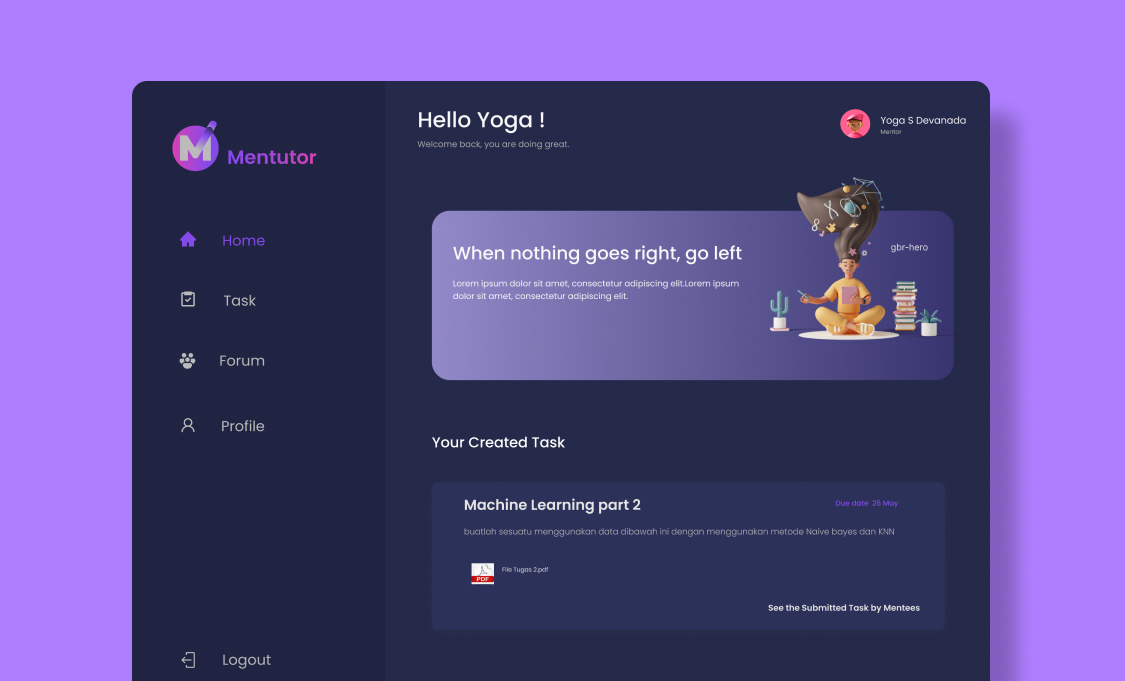 M
Mentutor
Home
Task
Forum
Profile
Logout
Hello Yoga !
Welcome back, you are doing great.
Yoga S Devanada
Mentor
When nothing goes right, go left
Lorem ipsum dolor sit amet, consectetur adipiscing elit.Lorem ipsum
dolor sit amet, consectetur adipiscing elit.
gbr-hero
Your Created Task
Machine Learning part 2
Due date 26 May
buatlah sesuatu menggunakan data dibawah ini dengan menggunakan metode Naive bayes dan KNN
PDF
File Tugas 2.pdf
See the Submitted Task by Mentees